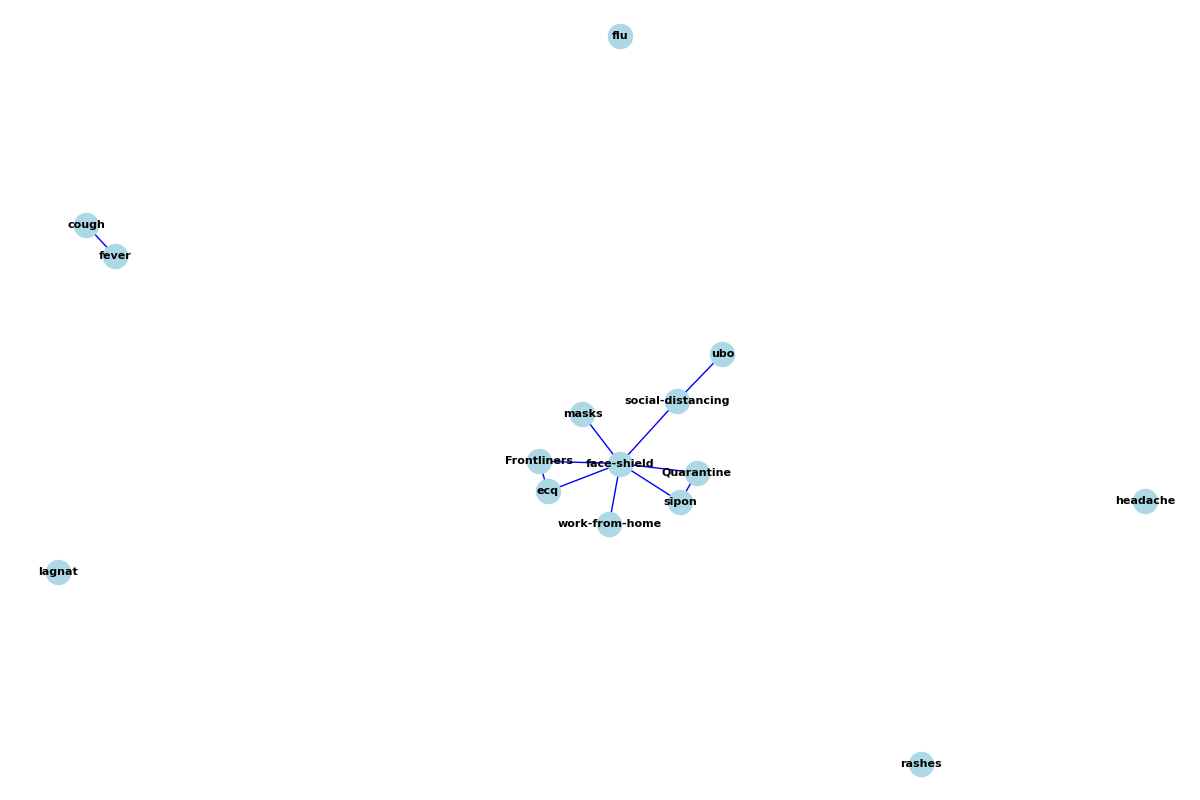 flu
cough
fever
ubo
social-distancing
masks
Frontliners
face-shield
Quarantine
ecq
sipon
headache
work-from-home
lagnat
rashes